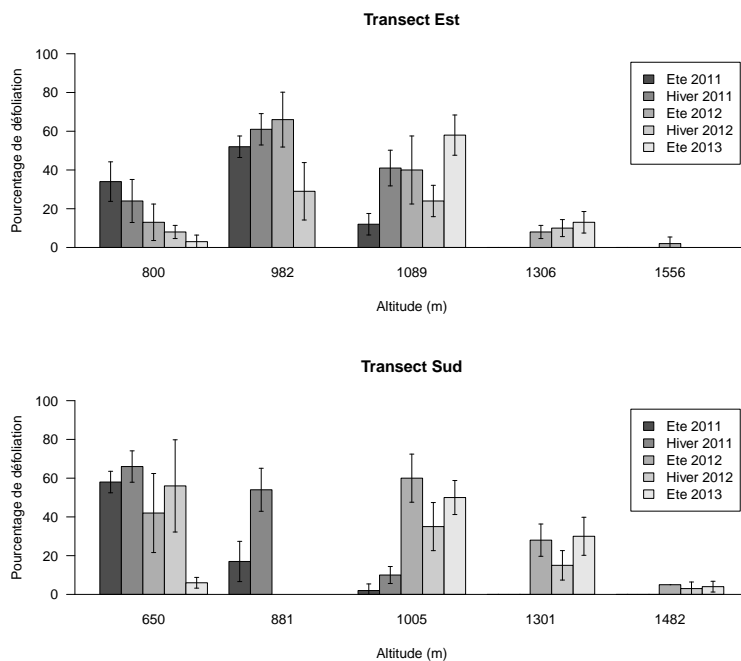 Transect Est
Pourcentage de défoliation
100
80
60
40
20
0
Ete 2011
Hiver 2011
Ete 2012
Hiver 2012
Ete 2013
800 982 1089 1306 1556
Altitude (m)
Transect Sud
Pourcentage de défoliation
100
80
60
40
20
0
Ete 2011
Hiver 2011
Ete 2012
Hiver 2012
Ete 2013
650 881 1005 1301 1482
Altitude (m)